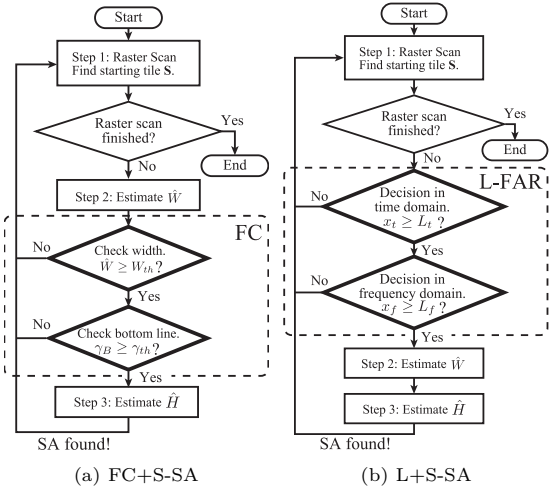 Start
Step 1: Raster Scan
Find starting tile S.
Raster scan
finished?
Yes
End
No
Step 2: Estimate Ŵ
FC
No
Check width.
Ŵ ≥ W_th?
Yes
No
Check bottom line.
γ_B ≥ γ_th?
Yes
Step 3: Estimate Ĥ
SA found!
(a) FC+S-SA
Start
Step 1: Raster Scan
Find starting tile S.
Raster scan
finished?
Yes
End
No
L-FAR
No
Decision in
time domain.
x_t ≥ L_t ?
Yes
No
Decision in
frequency domain.
x_f ≥ L_f ?
Yes
Step 2: Estimate Ŵ
Step 3: Estimate Ĥ
SA found!
(b) L+S-SA